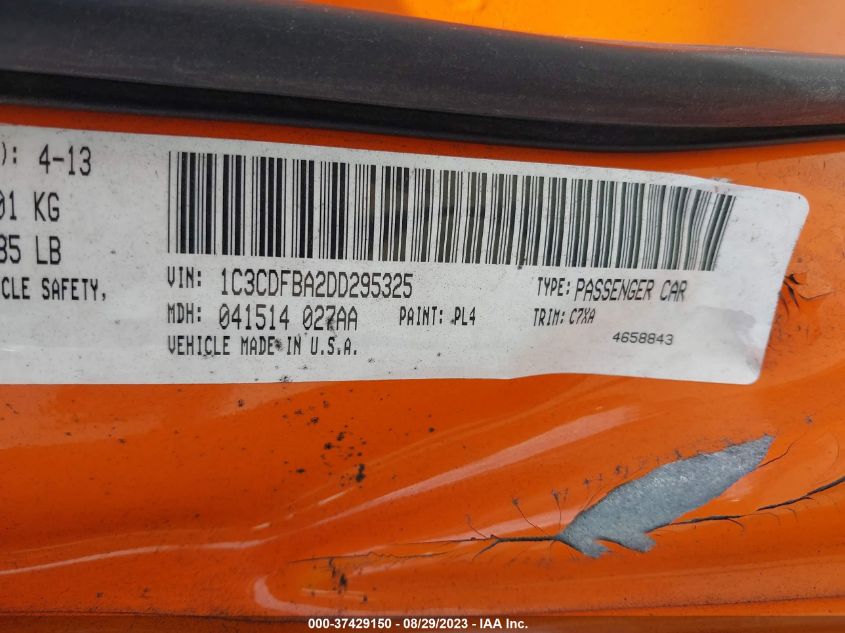 ): 4-13
01 KG
85 LB
CLE SAFETY,
VIN: 1C3CDFBA2DD295325
TYPE: PASSENGER CAR
MDH: 041514 027AA
PAINT: PL4
TRIM: C7XA
VEHICLE MADE IN U.S.A.
4658843
000-37429150 - 08/29/2023 - IAA Inc.